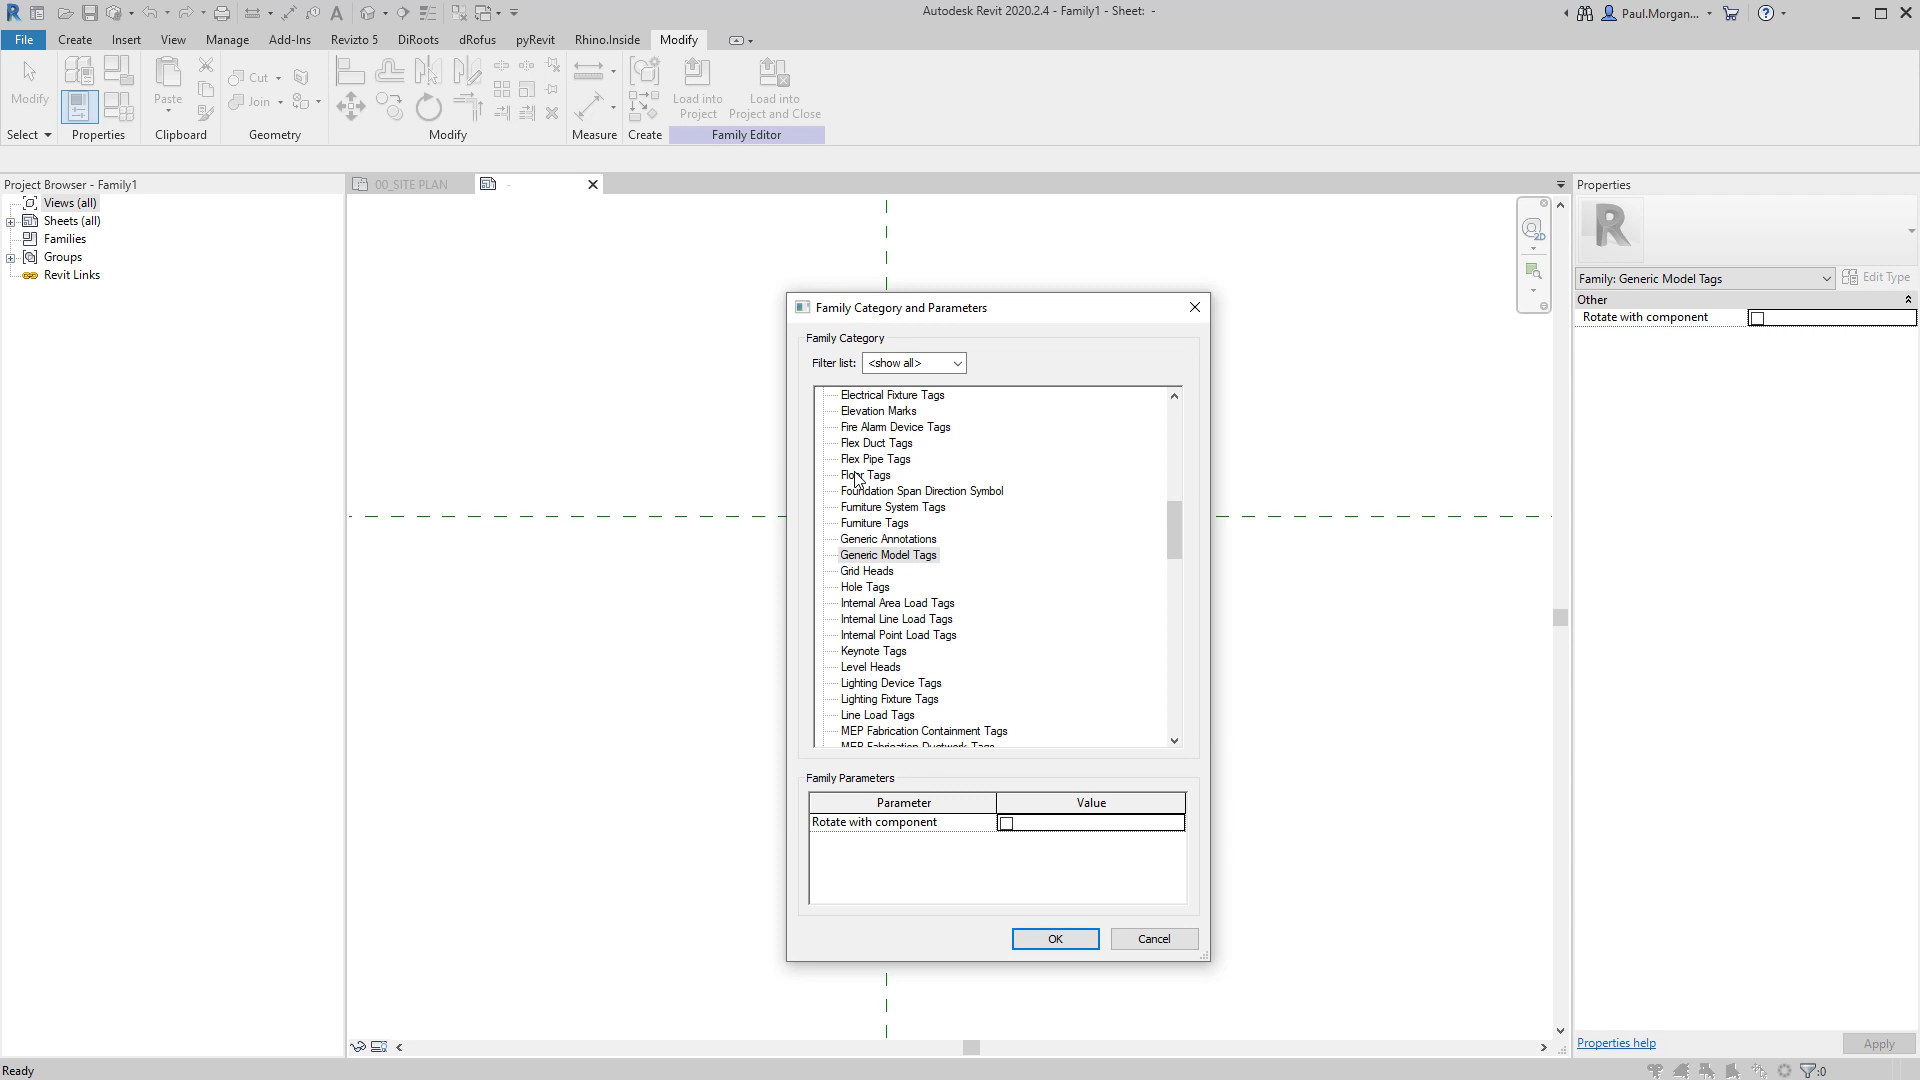 Autodesk Revit 2020.2.4 - Family1 - Sheet: -
Paul.Morgan...
File Create Insert View Manage Add-Ins Revizto 5 DiRoots dRofus pyRevit Rhino.Inside Modify
Modify
Paste
Cut
Join
Load into Project
Load into Project and Close
Select Properties Clipboard Geometry Modify Measure Create Family Editor
Project Browser - Family1
Views (all)
Sheets (all)
Families
Groups
Revit Links
00_SITE PLAN
-
2D
Family Category and Parameters
Family Category
Filter list: <show all>
Electrical Fixture Tags
Elevation Marks
Fire Alarm Device Tags
Flex Duct Tags
Flex Pipe Tags
Floor Tags
Foundation Span Direction Symbol
Furniture System Tags
Furniture Tags
Generic Annotations
Generic Model Tags
Grid Heads
Hole Tags
Internal Area Load Tags
Internal Line Load Tags
Internal Point Load Tags
Keynote Tags
Level Heads
Lighting Device Tags
Lighting Fixture Tags
Line Load Tags
MEP Fabrication Containment Tags
MEP Fabrication Ductwork Tags
Family Parameters
Parameter Value
Rotate with component
OK Cancel
Properties
Family: Generic Model Tags
Edit Type
Other
Rotate with component
Properties help
Apply
Ready
:0